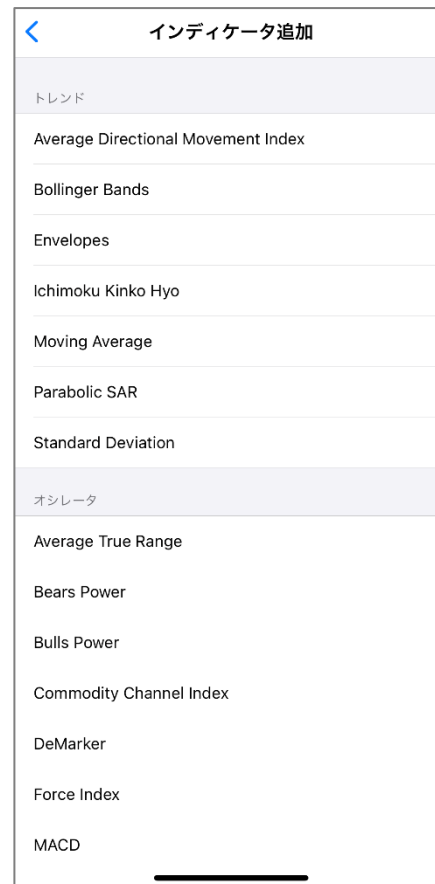 インディケータ追加
トレンド
Average Directional Movement Index
Bollinger Bands
Envelopes
Ichimoku Kinko Hyo
Moving Average
Parabolic SAR
Standard Deviation
オシレータ
Average True Range
Bears Power
Bulls Power
Commodity Channel Index
DeMarker
Force Index
MACD